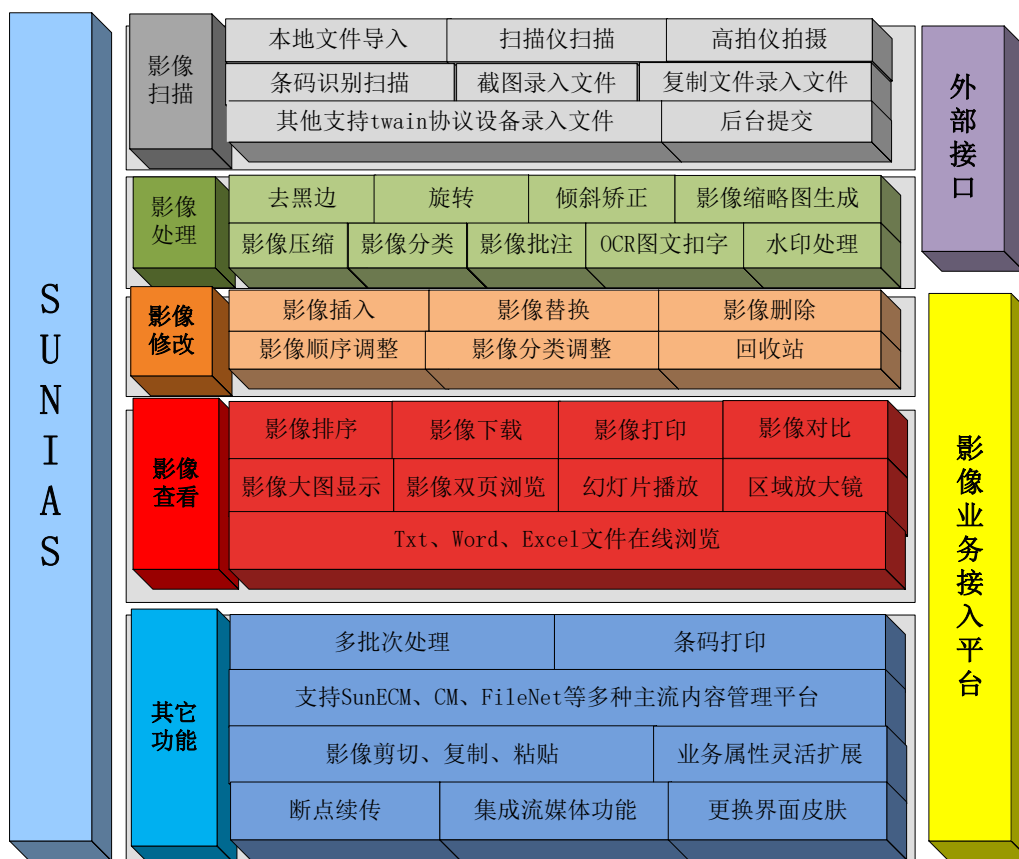 SUNIAS
影像
扫描
本地文件导入
扫描仪扫描
高拍仪拍摄
条码识别扫描
截图录入文件
复制文件录入文件
其他支持twain协议设备录入文件
后台提交
影像
处理
去黑边
旋转
倾斜矫正
影像缩略图生成
影像压缩
影像分类
影像批注
OCR图文扣字
水印处理
影像
修改
影像插入
影像替换
影像删除
影像顺序调整
影像分类调整
回收站
影像
查看
影像排序
影像下载
影像打印
影像对比
影像大图显示
影像双页浏览
幻灯片播放
区域放大镜
Txt、Word、Excel文件在线浏览
其它
功能
多批次处理
条码打印
支持SunECM、CM、FileNet等多种主流内容管理平台
影像剪切、复制、粘贴
业务属性灵活扩展
断点续传
集成流媒体功能
更换界面皮肤
外部接口
影像业务接入平台